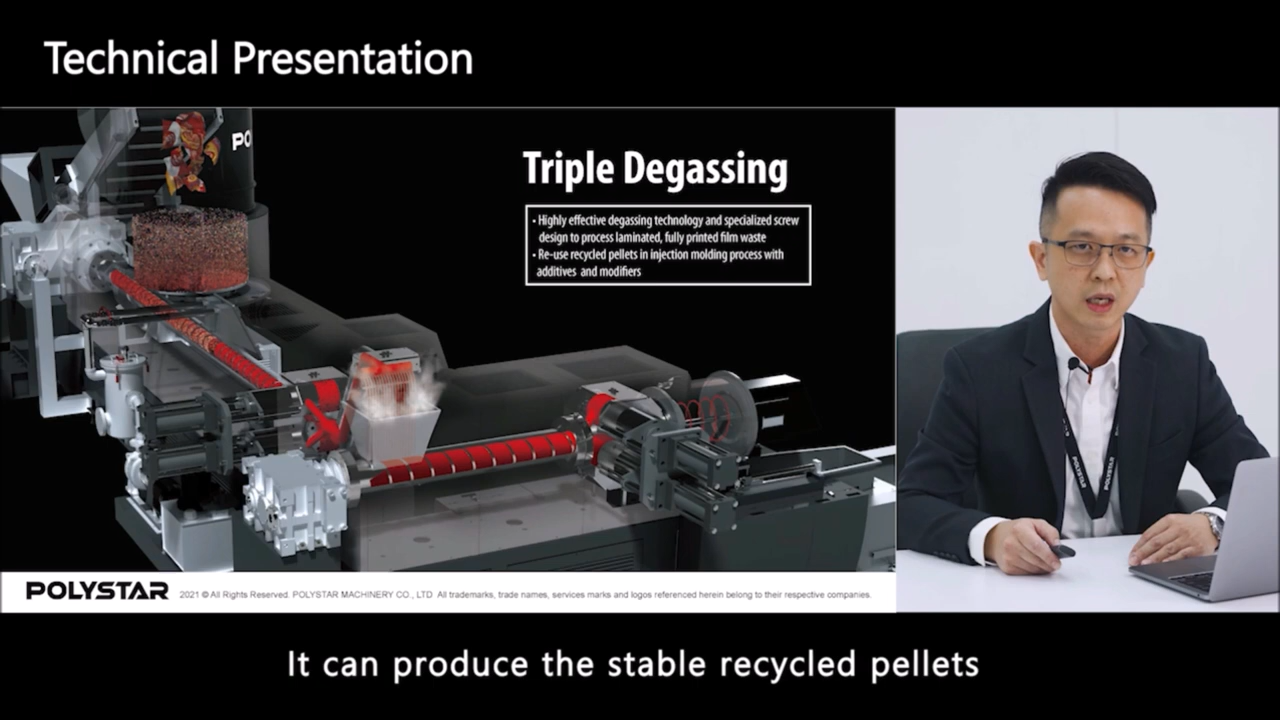 Technical Presentation
PO
Triple Degassing
• Highly effective degassing technology and specialized screw
design to process laminated, fully printed film waste
• Re-use recycled pellets in injection molding process with
additives and modifiers
POLYSTAR
POLYSTAR
POLYSTAR 2021 © All Rights Reserved. POLYSTAR MACHINERY CO., LTD All trademarks, trade names, services marks and logos referenced herein belong to their respective companies.
It can produce the stable recycled pellets